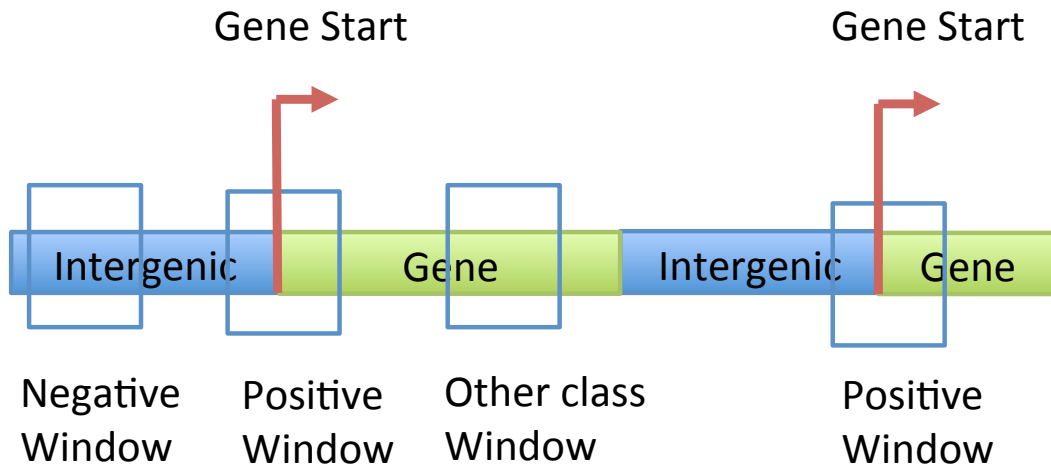 Gene Start
Gene Start
Intergenic
Gene
Intergenic
Gene
Negative
Window
Positive
Window
Other class
Window
Positive
Window